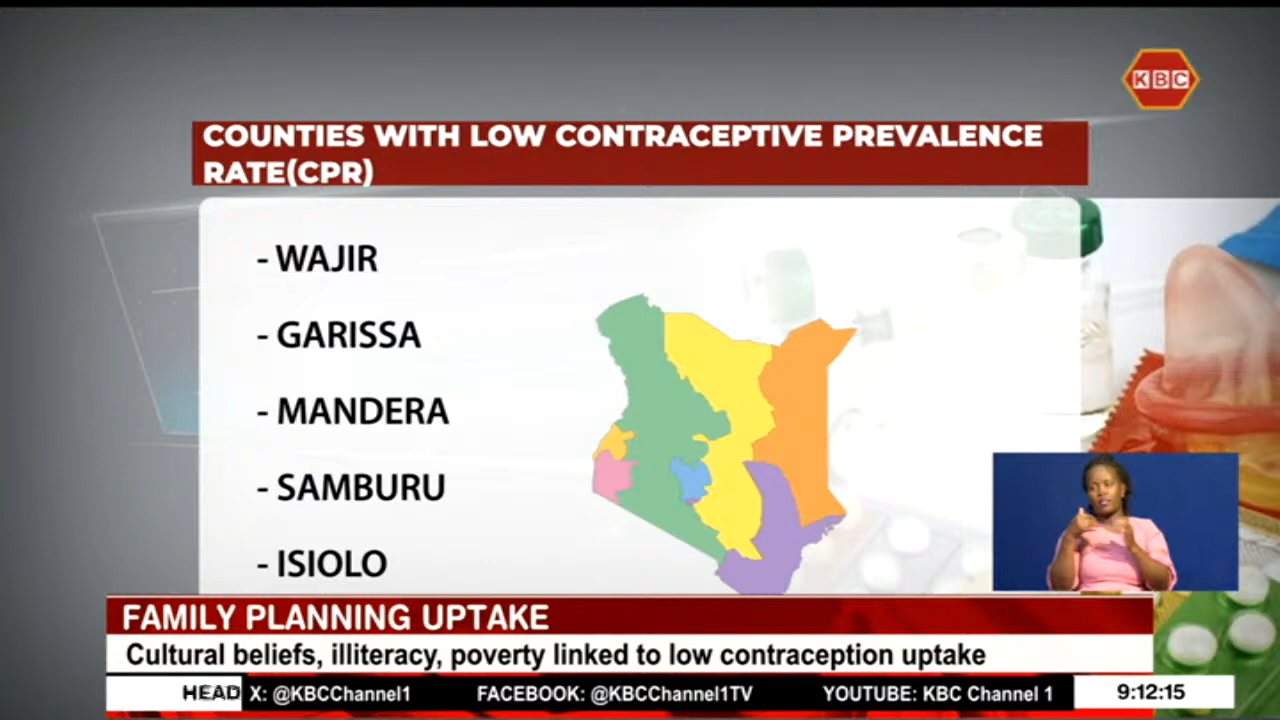 KBC
COUNTIES WITH LOW CONTRACEPTIVE PREVALENCE
RATE(CPR)
- WAJIR
- GARISSA
- MANDERA
- SAMBURU
- ISIOLO
FAMILY PLANNING UPTAKE
Cultural beliefs, illiteracy, poverty linked to low contraception uptake
HEAD X: @KBCChannel1 FACEBOOK: @KBCChannel1TV YOUTUBE: KBC Channel 1 9:12:15